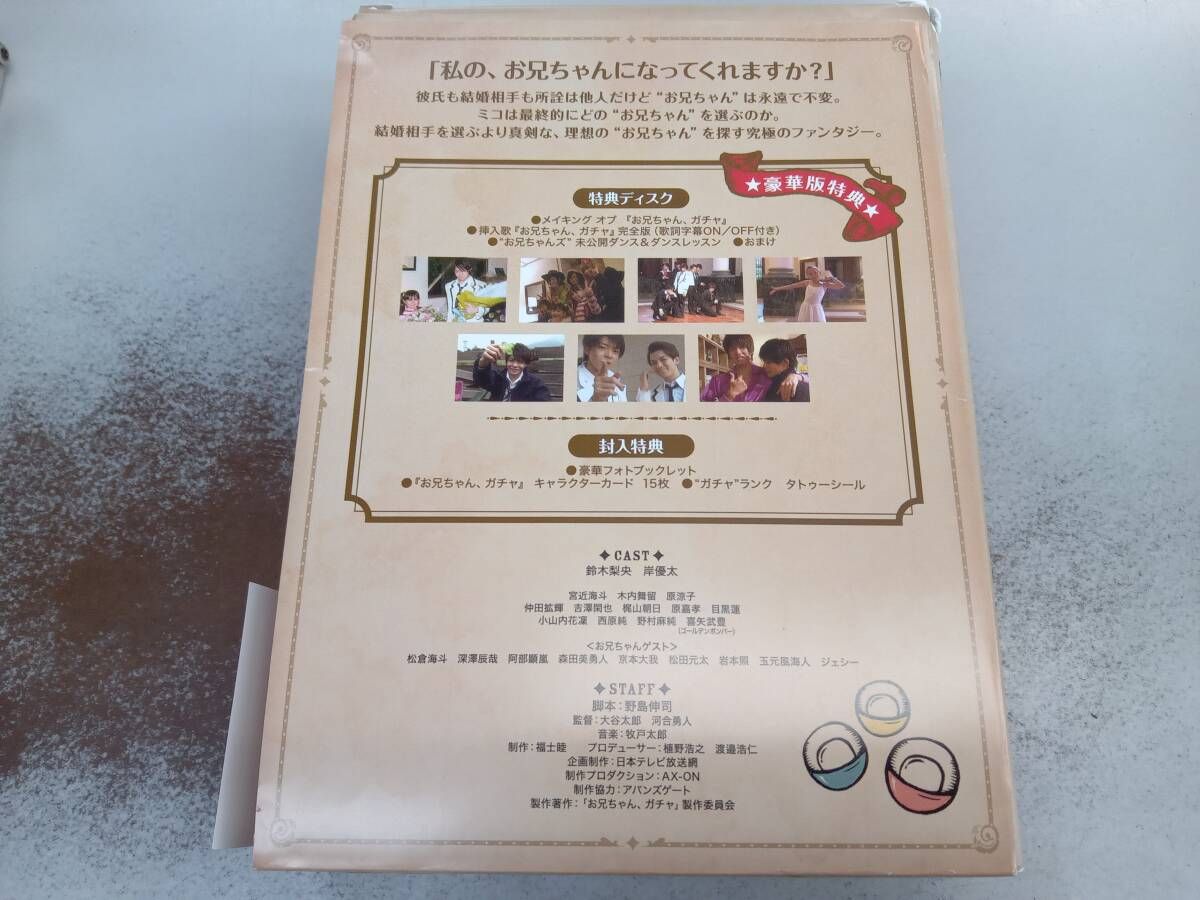 「私の、お兄ちゃんになってくれますか？」
彼氏も結婚相手も所詮は他人だけど“お兄ちゃん”は永遠で不変。
ミコは最終的にどの“お兄ちゃん”を選ぶのか。
結婚相手を選ぶより真剣な、理想の“お兄ちゃん”を探す究極のファンタジー。
★豪華版特典★
特典ディスク
●メイキング オブ 『お兄ちゃん、ガチャ』
●挿入歌『お兄ちゃん、ガチャ』完全版（歌詞字幕ON／OFF付き）
●“お兄ちゃんズ”未公開ダンス＆ダンスレッスン ●おまけ
封入特典
●豪華フォトブックレット
●『お兄ちゃん、ガチャ』 キャラクターカード 15枚 ●“ガチャ”ランク タトゥーシール
✦CAST✦
鈴木梨央 岸優太
宮近海斗 木内舞留 原涼子
仲田拡輝 吉澤閑也 梶山朝日 原嘉孝 目黒蓮
小山内花凜 西原純 野村麻純 喜矢武豊
(ゴールデンボンバー)
＜お兄ちゃんゲスト＞
松倉海斗 深澤辰哉 阿部顕嵐 森田美勇人 京本大我 松田元太 岩本照 玉元風海人 ジェシー
✦STAFF✦
脚本：野島伸司
監督：大谷太郎 河合勇人
音楽：牧戸太郎
制作：福士睦 プロデューサー：植野浩之 渡邉浩仁
企画制作：日本テレビ放送網
制作プロダクション：AX-ON
制作協力：アバンズゲート
製作著作：「お兄ちゃん、ガチャ」製作委員会